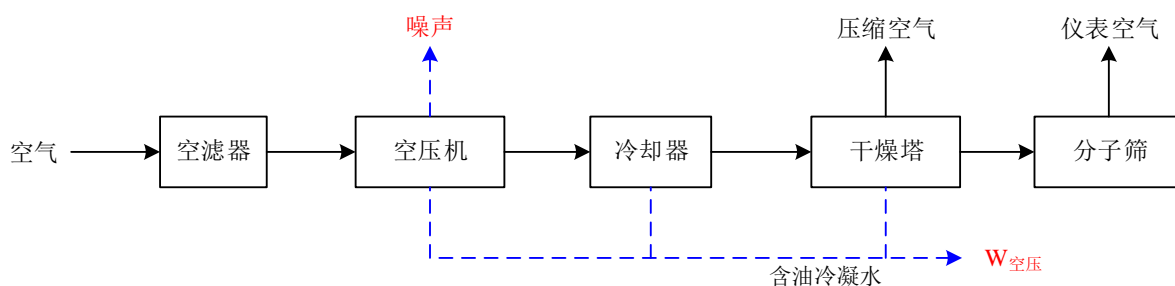 噪声
压缩空气
仪表空气
空气
空滤器
空压机
冷却器
干燥塔
分子筛
含油冷凝水
W空压